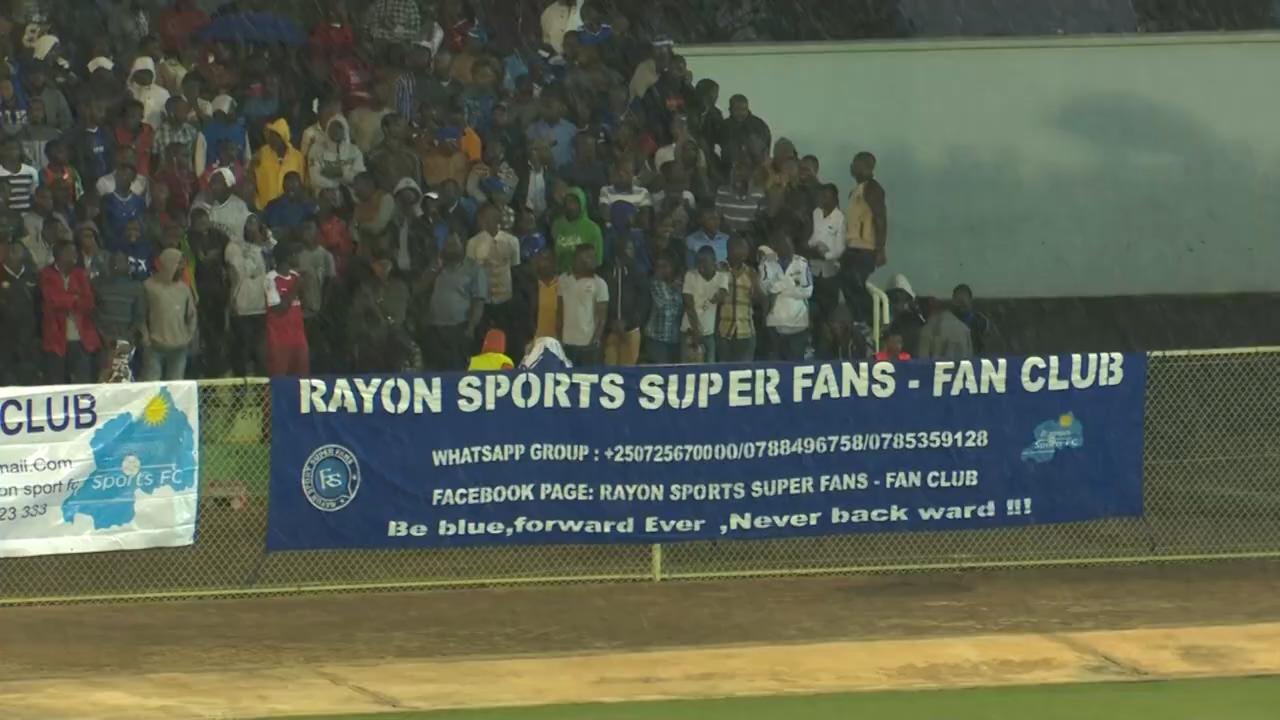 RAYON SPORTS SUPER FANS - FAN CLUB
WHATSAPP GROUP : +250725670000/0788496758/0785359128
FACEBOOK PAGE: RAYON SPORTS SUPER FANS - FAN CLUB
Be blue,forward Ever ,Never back ward !!!
CLUB
mail.Com
on sport fc
23 333
Sports FC